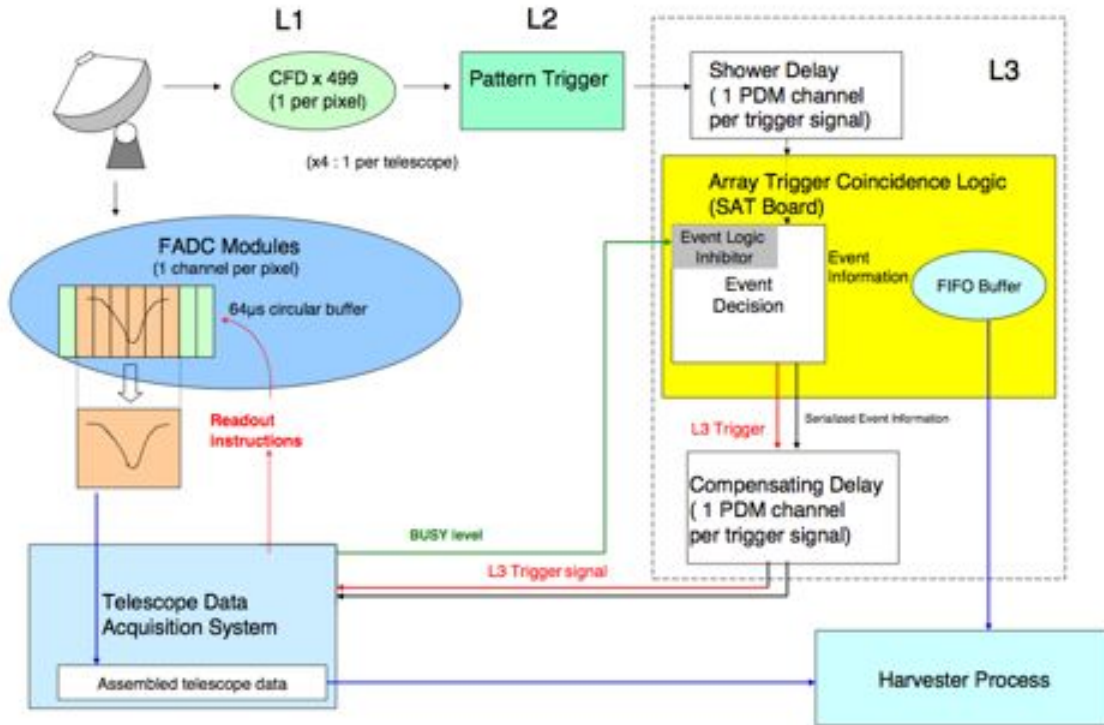 L1
L2
L3
CFD x 499
(1 per pixel)
Pattern Trigger
Shower Delay
( 1 PDM channel
per trigger signal)
(x4 : 1 per telescope)
Array Trigger Coincidence Logic
(SAT Board)
Event Logic
Inhibitor
Event
Decision
Event
Information
FIFO Buffer
FADC Modules
(1 channel per pixel)
64µs circular buffer
Readout
instructions
L3 Trigger
Serialized Event Information
Compensating Delay
( 1 PDM channel
per trigger signal)
BUSY level
L3 Trigger signal
Telescope Data
Acquisition System
Assembled telescope data
Harvester Process